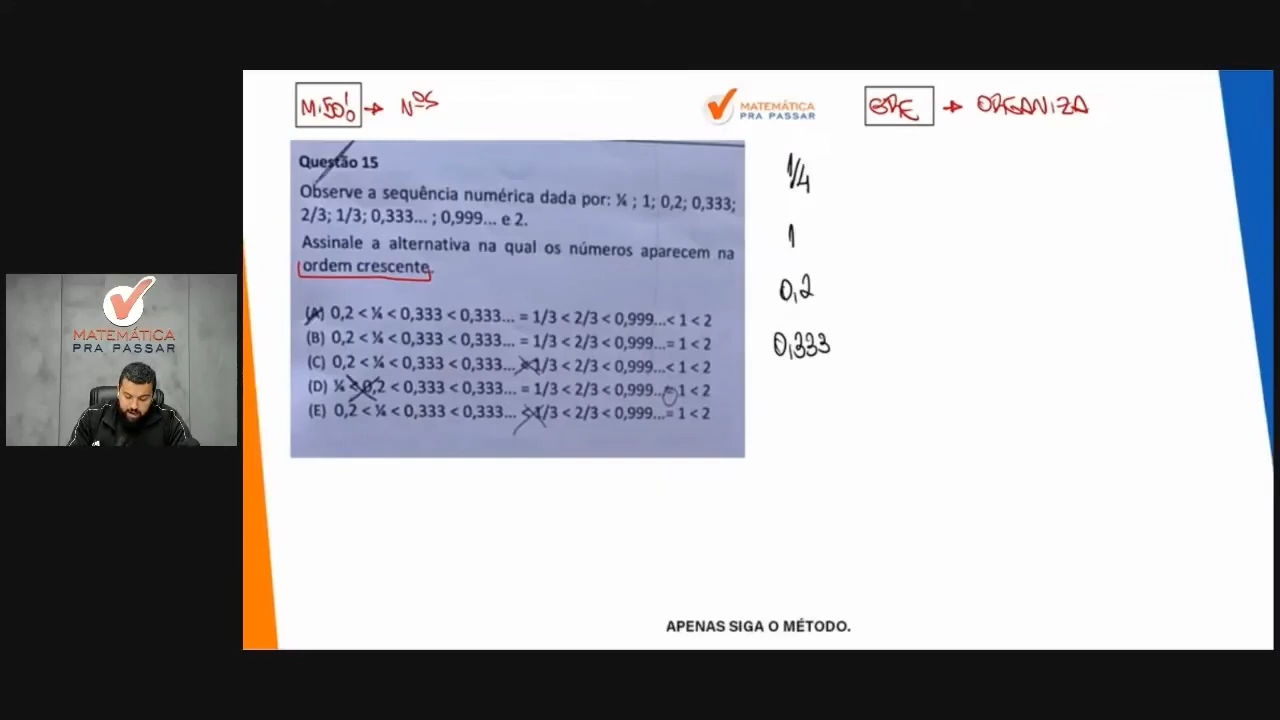 M.50% → Nºs
MATEMÁTICA
PRA PASSAR
→ ORGANIZA
Questão 15
Observe a sequência numérica dada por: ¼ ; 1; 0,2; 0,333;
2/3; 1/3; 0,333... ; 0,999... e 2.
Assinale a alternativa na qual os números aparecem na
ordem crescente.
(A) 0,2 < ¼ < 0,333 < 0,333... = 1/3 < 2/3 < 0,999...< 1 < 2
(B) 0,2 < ¼ < 0,333 < 0,333... = 1/3 < 2/3 < 0,999...= 1 < 2
(C) 0,2 < ¼ < 0,333 < 0,333... < 1/3 < 2/3 < 0,999...< 1 < 2
(D) ¼ < 0,2 < 0,333 < 0,333... = 1/3 < 2/3 < 0,999...= 1 < 2
(E) 0,2 < ¼ < 0,333 < 0,333... < 1/3 < 2/3 < 0,999...= 1 < 2
1/4
1
0,2
0,333
MATEMÁTICA
PRA PASSAR
APENAS SIGA O MÉTODO.